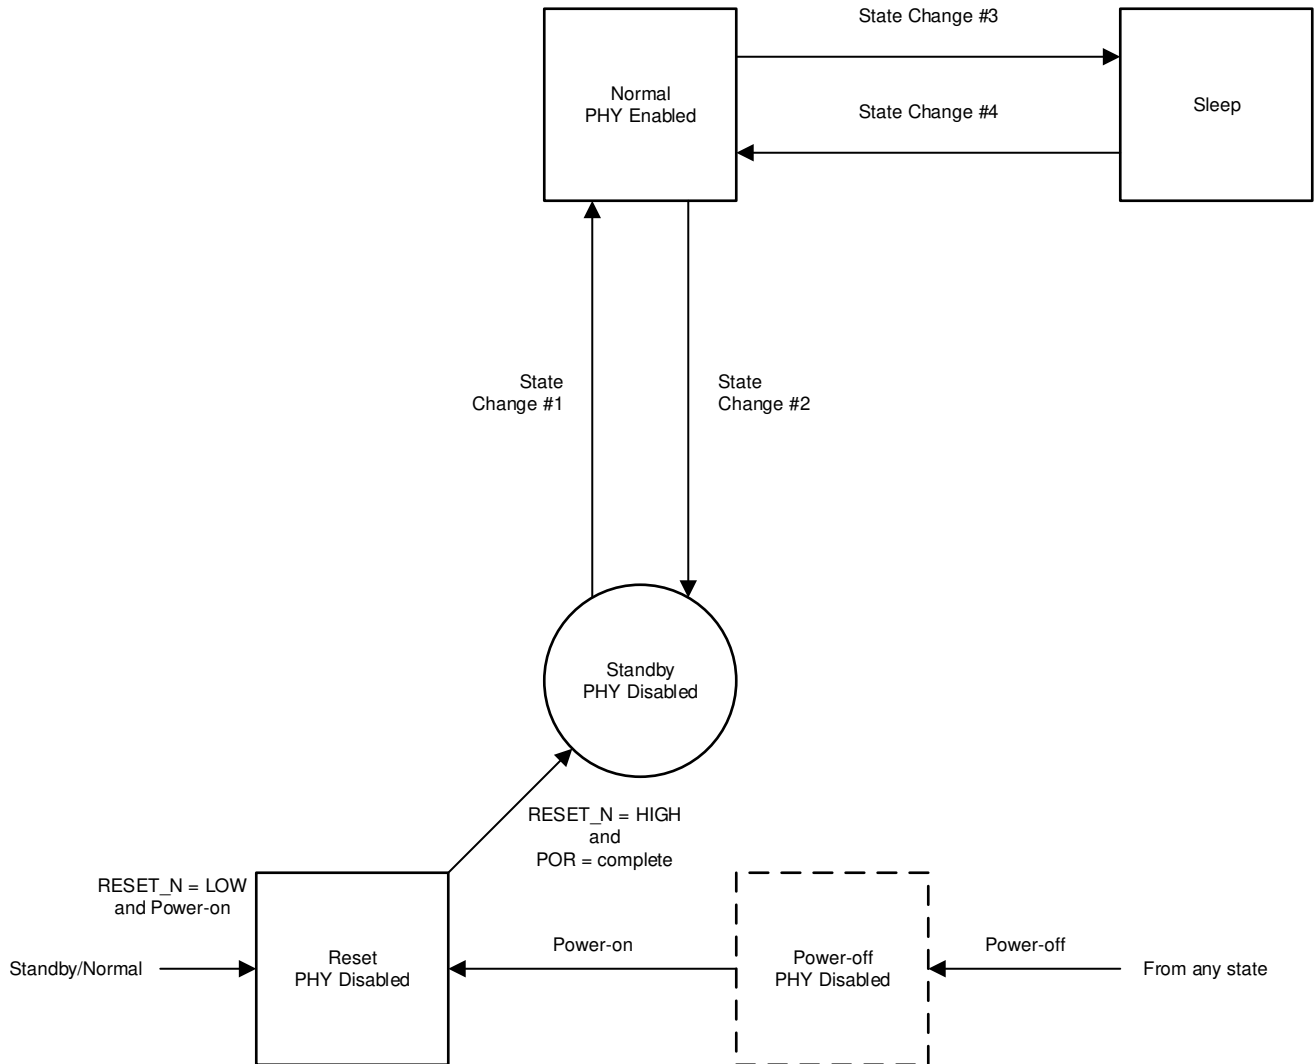 State Change #3
Normal
PHY Enabled
Sleep
State Change #4
State
Change #1
State
Change #2
Standby
PHY Disabled
RESET_N = HIGH
and
POR = complete
RESET_N = LOW
and Power-on
Standby/Normal
Reset
PHY Disabled
Power-on
Power-off
PHY Disabled
Power-off
From any state